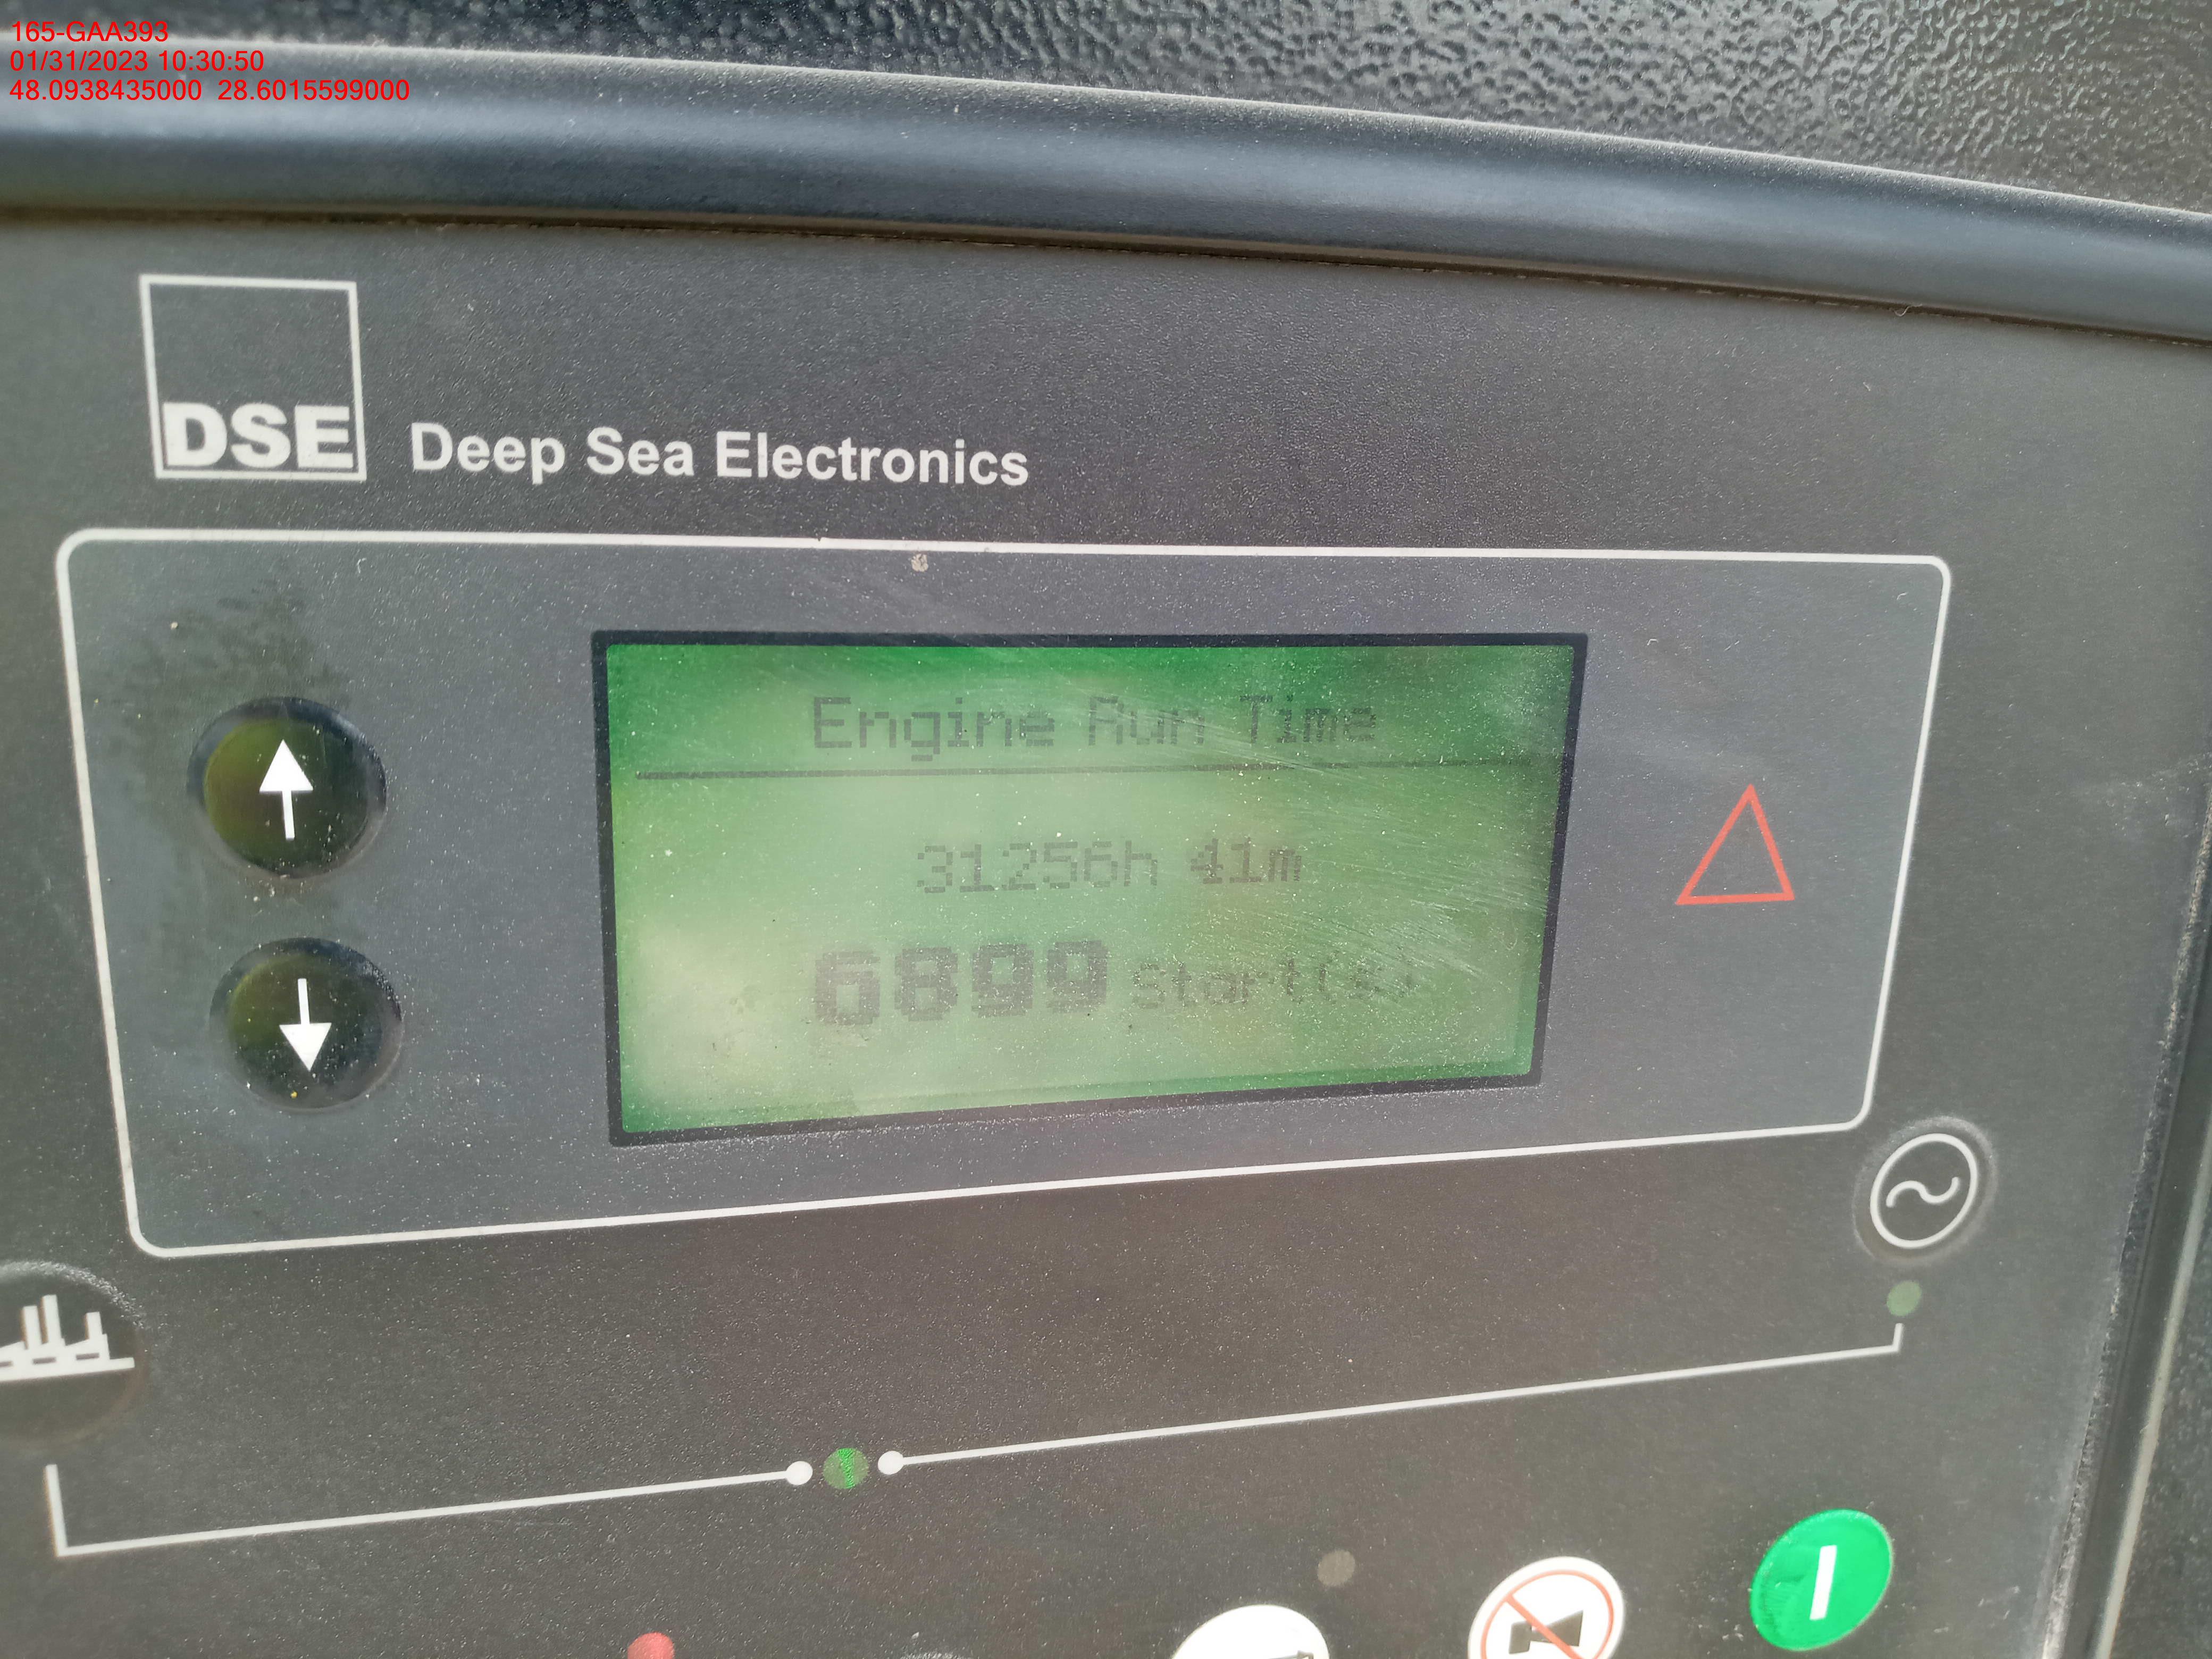 165-GAA393
01/31/2023 10:30:50
48.0938435000 28.6015599000
DSE Deep Sea Electronics
Engine Run Time
31256h 41m
6899 Start(s)